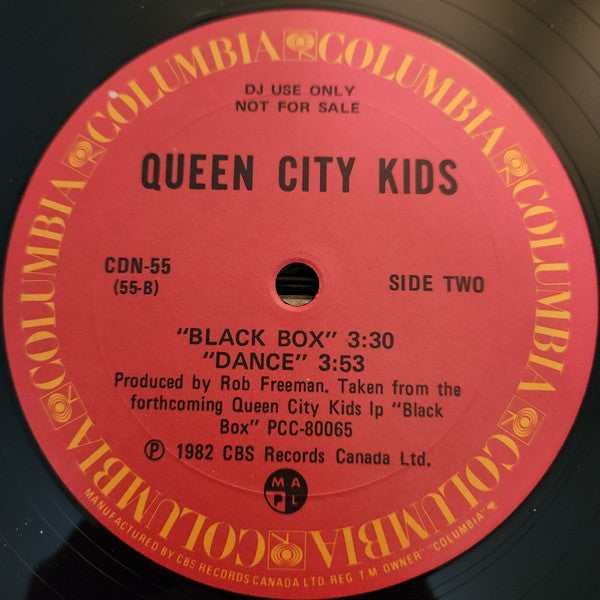 COLUMBIA COLUMBIA COLUMBIA COLUMBIA COLUMBIA COLUMBIA COLUMBIA COLUMBIA
DJ USE ONLY
NOT FOR SALE
QUEEN CITY KIDS
CDN-55
(55-B)
SIDE TWO
"BLACK BOX" 3:30
"DANCE" 3:53
Produced by Rob Freeman. Taken from the
forthcoming Queen City Kids lp "Black
Box" PCC-80065
Ⓟ 1982 CBS Records Canada Ltd.
M A
P L
MANUFACTURED BY CBS RECORDS CANADA LTD REG. T M OWNER "COLUMBIA"